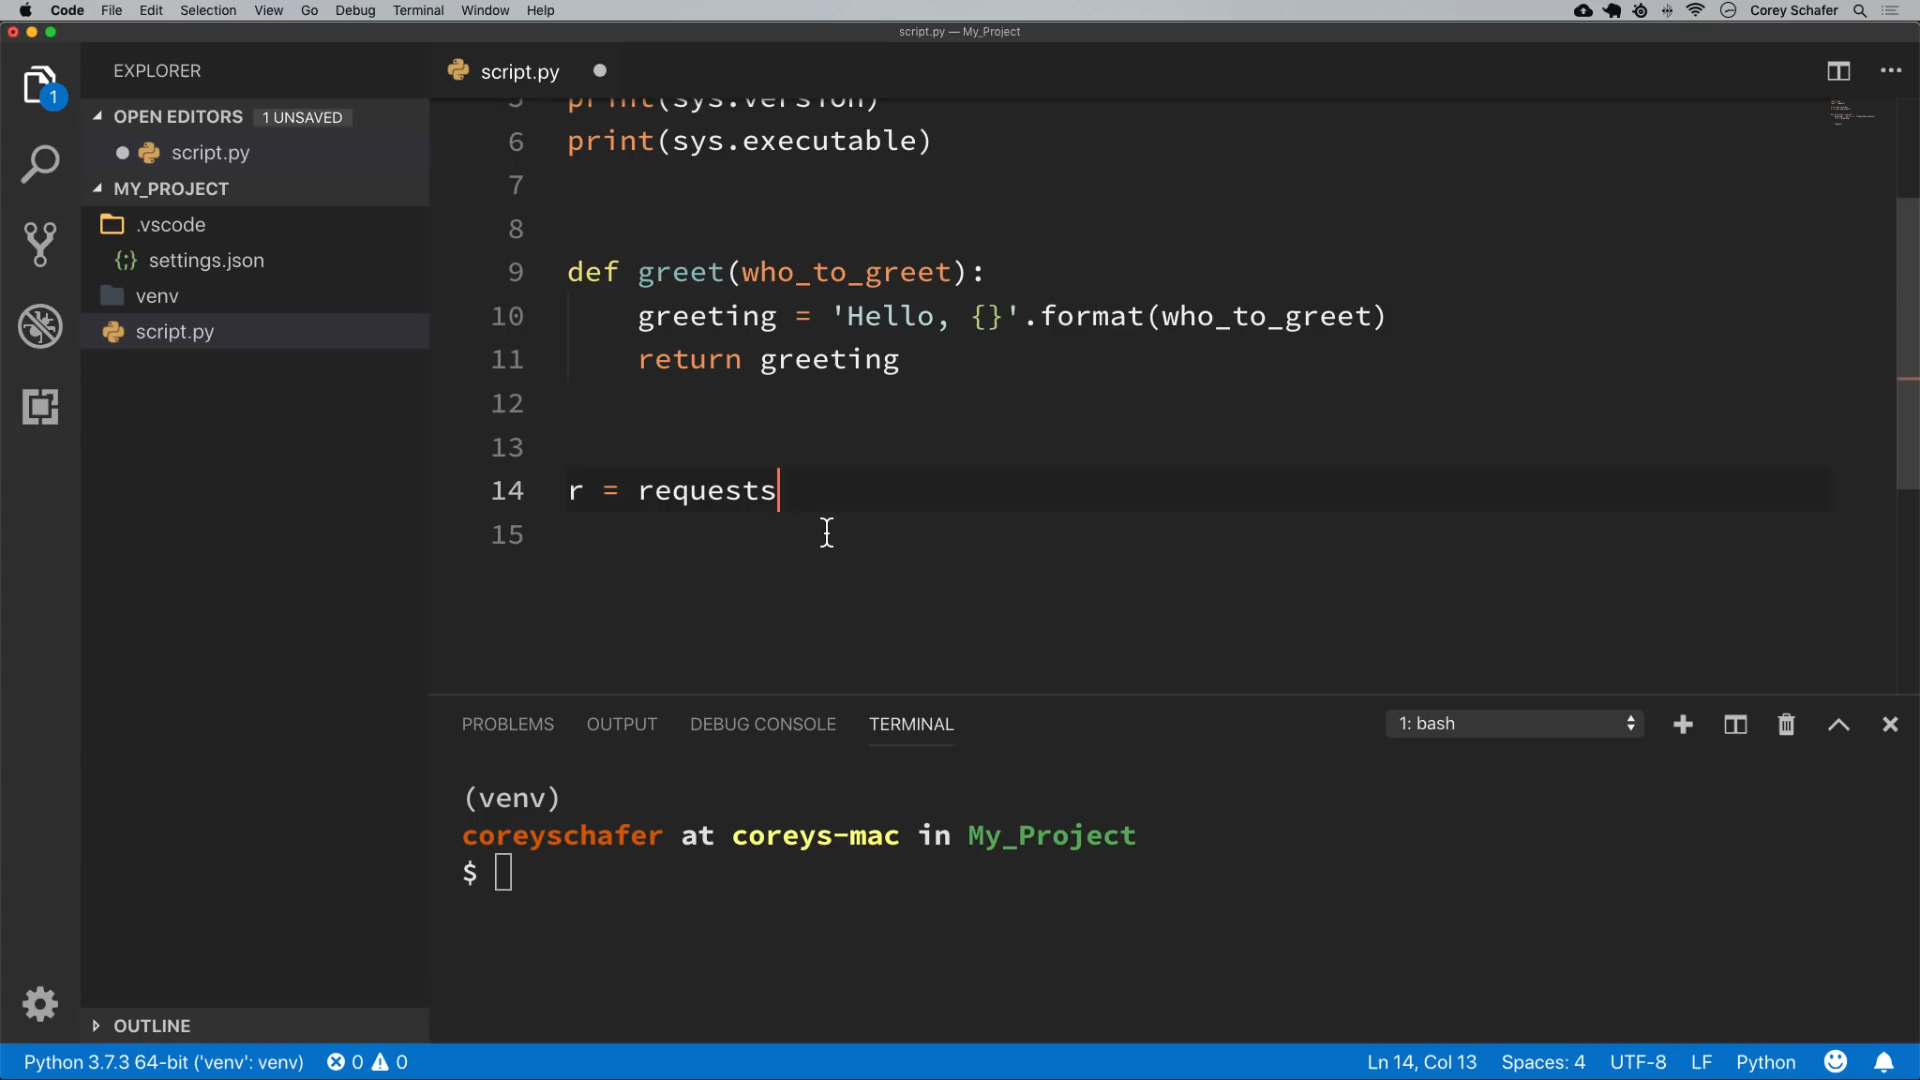 Code File Edit Selection View Go Debug Terminal Window Help Corey Schafer
script.py — My_Project
EXPLORER
1
OPEN EDITORS 1 UNSAVED
script.py
MY_PROJECT
.vscode
{;} settings.json
venv
script.py
OUTLINE
script.py
5 print(sys.version)
6 print(sys.executable)
7
8
9 def greet(who_to_greet):
10 greeting = 'Hello, {}'.format(who_to_greet)
11 return greeting
12
13
14 r = requests
15
PROBLEMS OUTPUT DEBUG CONSOLE TERMINAL 1: bash
(venv)
coreyschafer at coreys-mac in My_Project
$
Python 3.7.3 64-bit ('venv': venv) 0 0 Ln 14, Col 13 Spaces: 4 UTF-8 LF Python